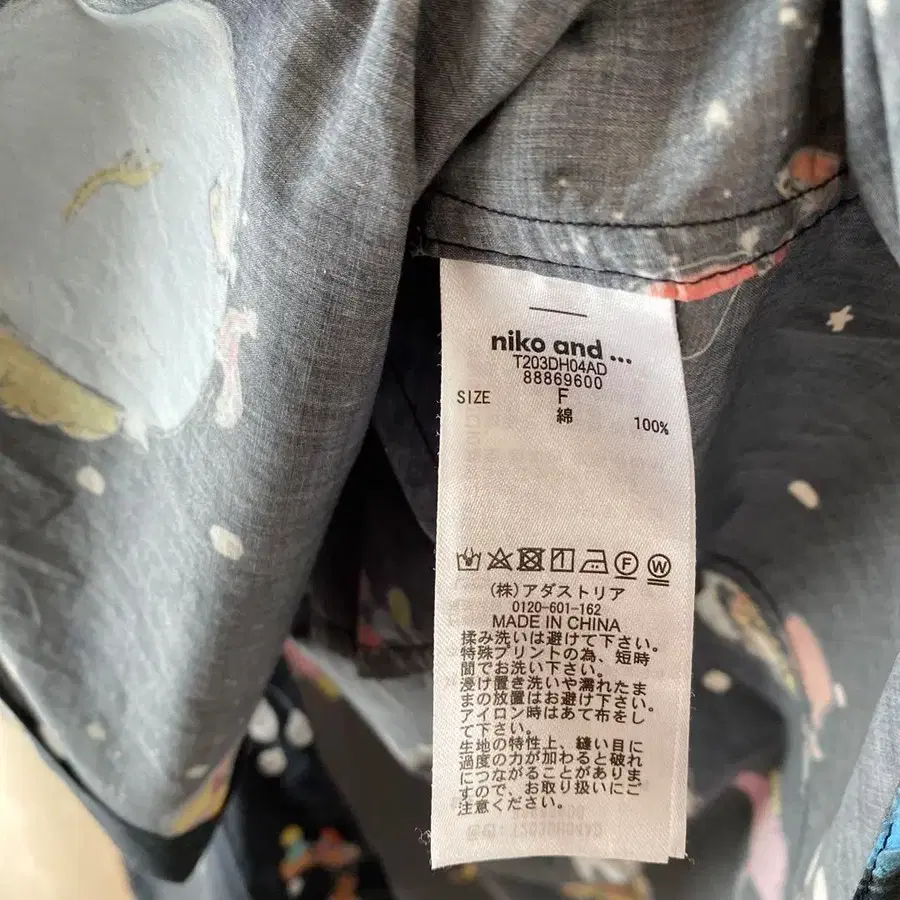 niko and ...
T203DH04AD
88869600
SIZE F
綿 100%
F W
(株)アダストリア
0120-601-162
MADE IN CHINA
揉み洗いは避けて下さい。
特殊プリントの為、短時
間でお洗い下さい。
浸け置き洗いや濡れたま
まの放置はお避け下さい。
アイロン時はあて布をし
て下さい。
生地の特性上、縫い目に
過度の力が加わると破れ
につながることがありま
すので、お取り扱いにご
注意ください。